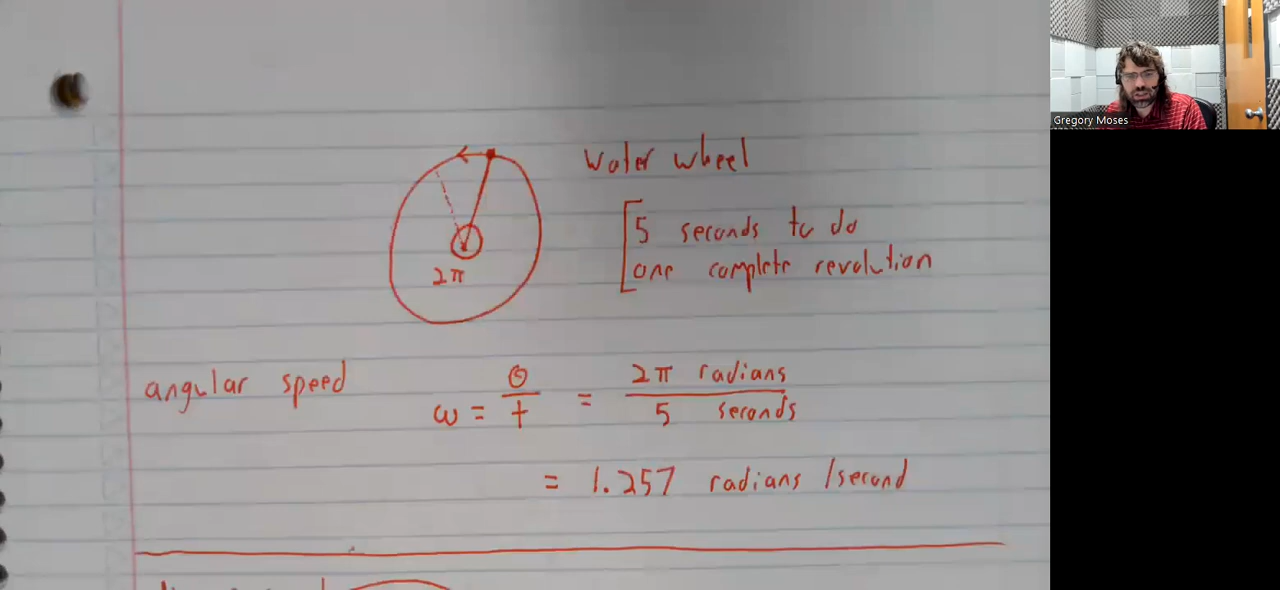 Gregory Moses
water wheel
5 seconds to do
one complete revolution
2π
angular speed ω = θ/t = 2π radians / 5 seconds
= 1.257 radians /second